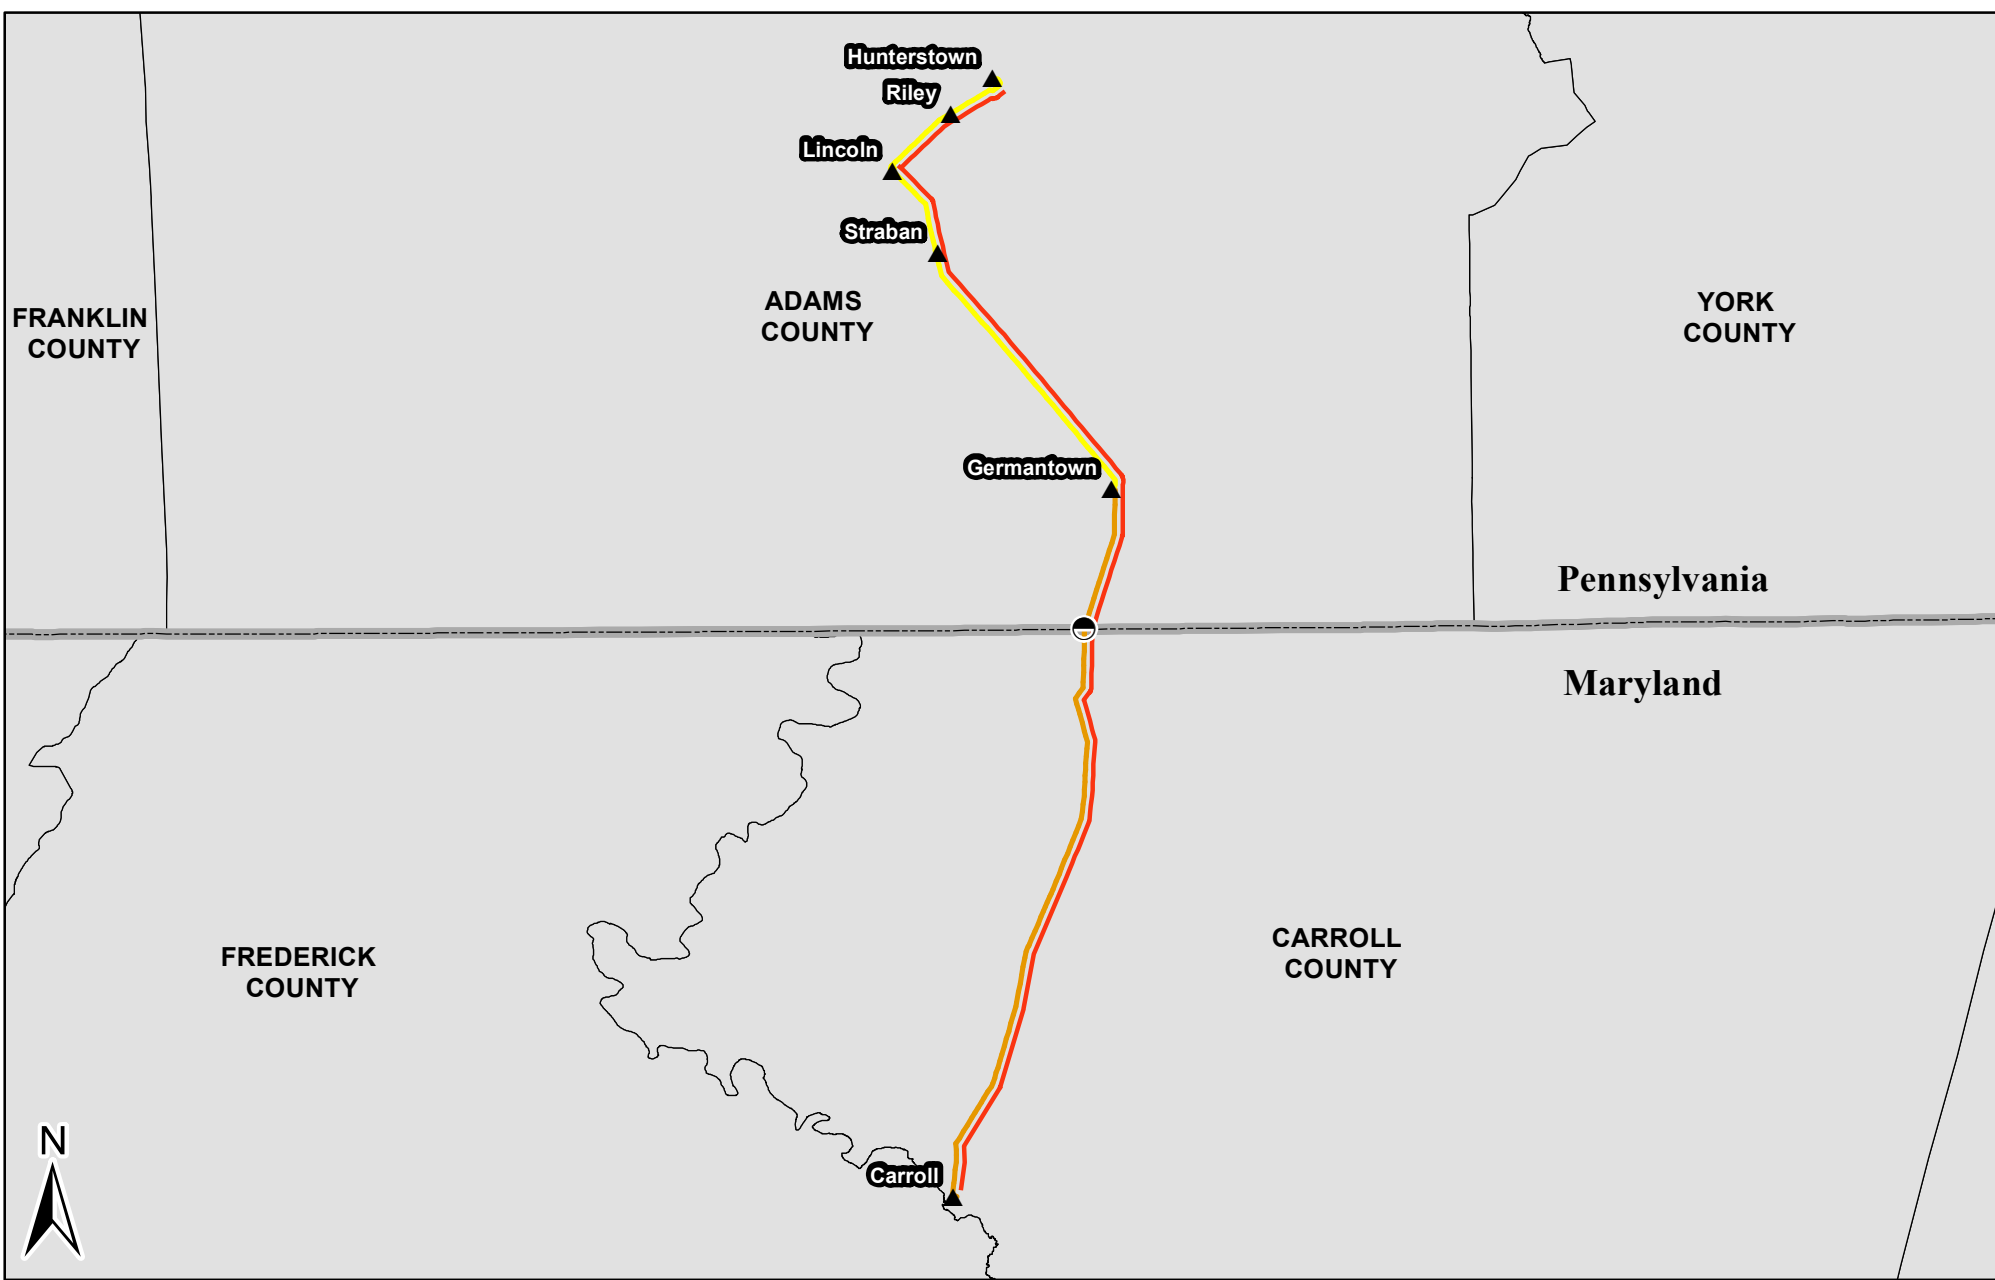 Hunterstown
Riley
Lincoln
Straban
ADAMS
COUNTY
FRANKLIN
COUNTY
YORK
COUNTY
Germantown
Pennsylvania
Maryland
FREDERICK
COUNTY
CARROLL
COUNTY
N
Carroll